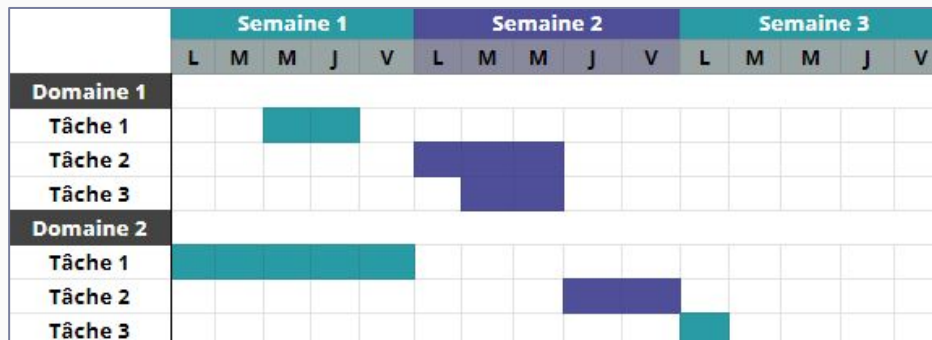 Semaine 1 Semaine 2 Semaine 3
L M M J V L M M J V L M M J V
Domaine 1
Tâche 1
Tâche 2
Tâche 3
Domaine 2
Tâche 1
Tâche 2
Tâche 3